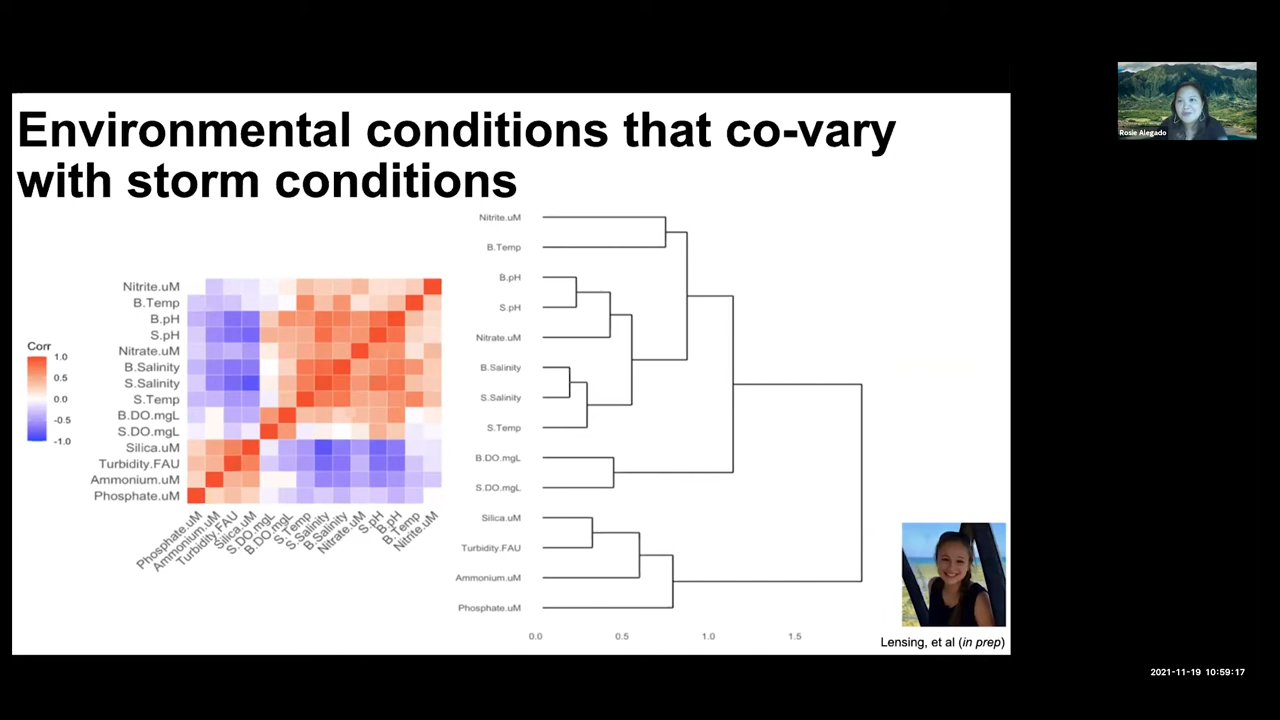 Environmental conditions that co-vary
with storm conditions
Rosie Alegado
Corr
1.0
0.5
0.0
-0.5
-1.0
Nitrite.uM
B.Temp
B.pH
S.pH
Nitrate.uM
B.Salinity
S.Salinity
S.Temp
B.DO.mgL
S.DO.mgL
Silica.uM
Turbidity.FAU
Ammonium.uM
Phosphate.uM
Phosphate.uM
Ammonium.uM
Turbidity.FAU
Silica.uM
S.DO.mgL
B.DO.mgL
S.Temp
S.Salinity
B.Salinity
Nitrate.uM
S.pH
B.pH
B.Temp
Nitrite.uM
Nitrite.uM
B.Temp
B.pH
S.pH
Nitrate.uM
B.Salinity
S.Salinity
S.Temp
B.DO.mgL
S.DO.mgL
Silica.uM
Turbidity.FAU
Ammonium.uM
Phosphate.uM
0.0 0.5 1.0 1.5
Lensing, et al (in prep)
2021-11-19 10:59:17